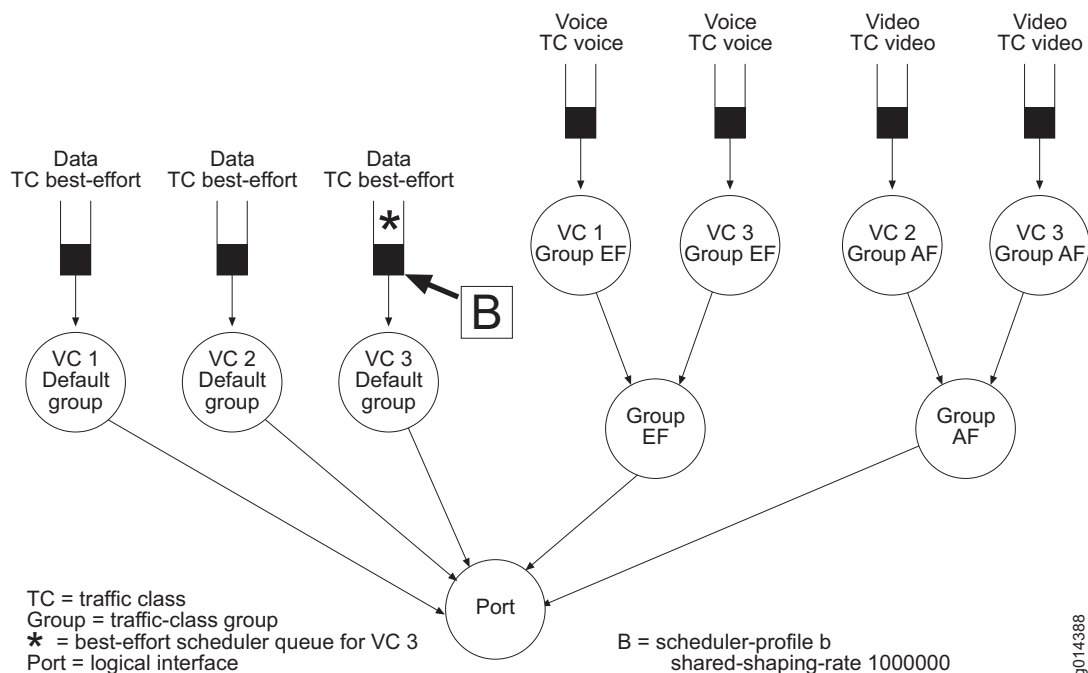 Voice
TC voice
Voice
TC voice
Video
TC video
Video
TC video
Data
TC best-effort
Data
TC best-effort
Data
TC best-effort
*
B
VC 1
Group EF
VC 3
Group EF
VC 2
Group AF
VC 3
Group AF
VC 1
Default
group
VC 2
Default
group
VC 3
Default
group
Group
EF
Group
AF
Port
TC = traffic class
Group = traffic-class group
* = best-effort scheduler queue for VC 3
Port = logical interface
B = scheduler-profile b
shared-shaping-rate 1000000
g014388